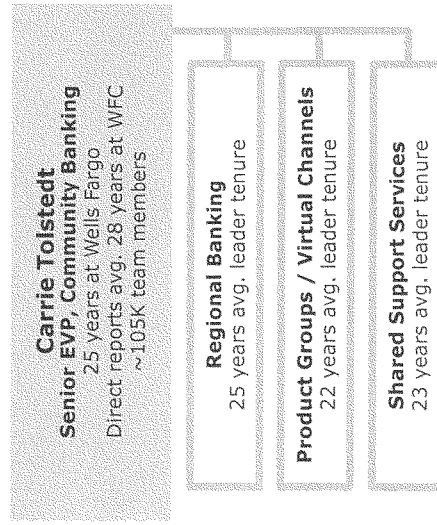 Carrie Tolstedt
Senior EVP, Community Banking
25 years at Wells Fargo
Direct reports avg. 28 years at WFC
~105K team members
Regional Banking
25 years avg. leader tenure
Product Groups / Virtual Channels
22 years avg. leader tenure
Shared Support Services
23 years avg. leader tenure